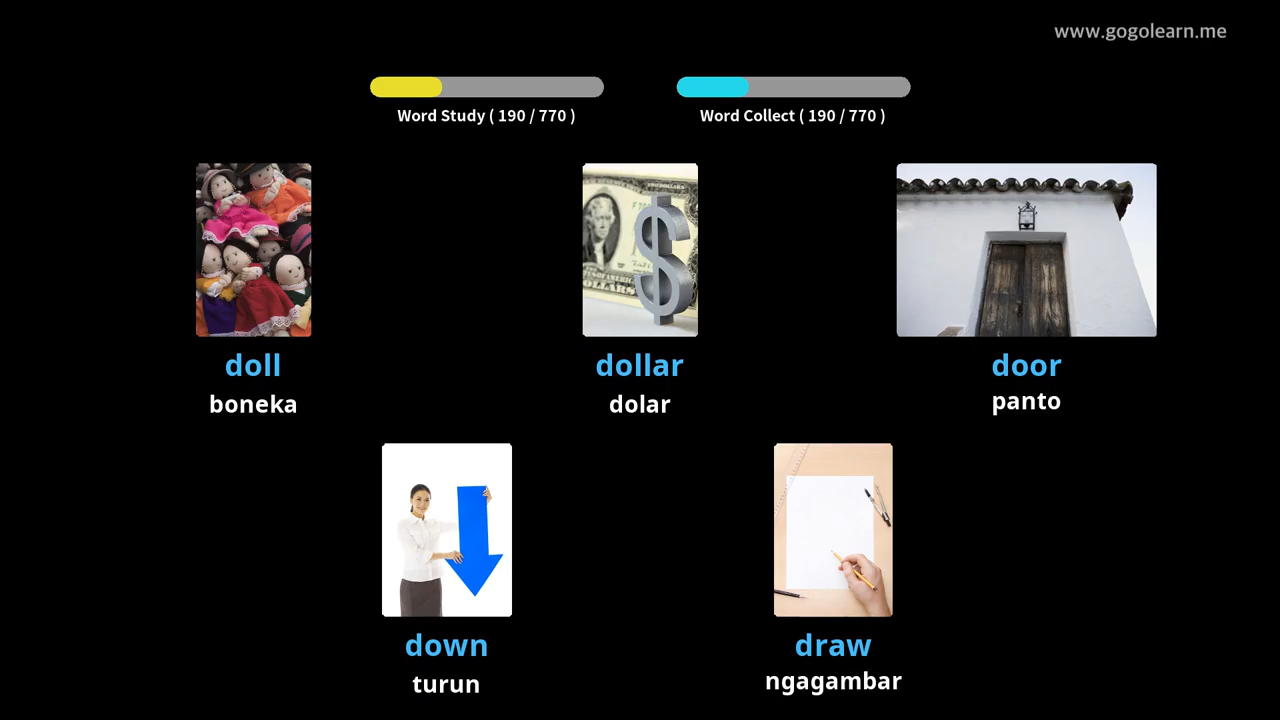 www.gogolearn.me
Word Study ( 190 / 770 )
Word Collect ( 190 / 770 )
doll
boneka
dollar
dolar
door
panto
down
turun
draw
ngagambar